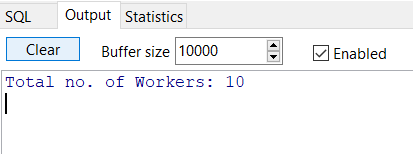 SQL Output Statistics
Clear Buffer size 10000 Enabled
Total no. of Workers: 10